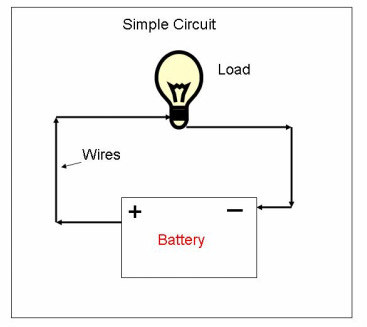 Simple Circuit
Load
Wires
+ −
Battery